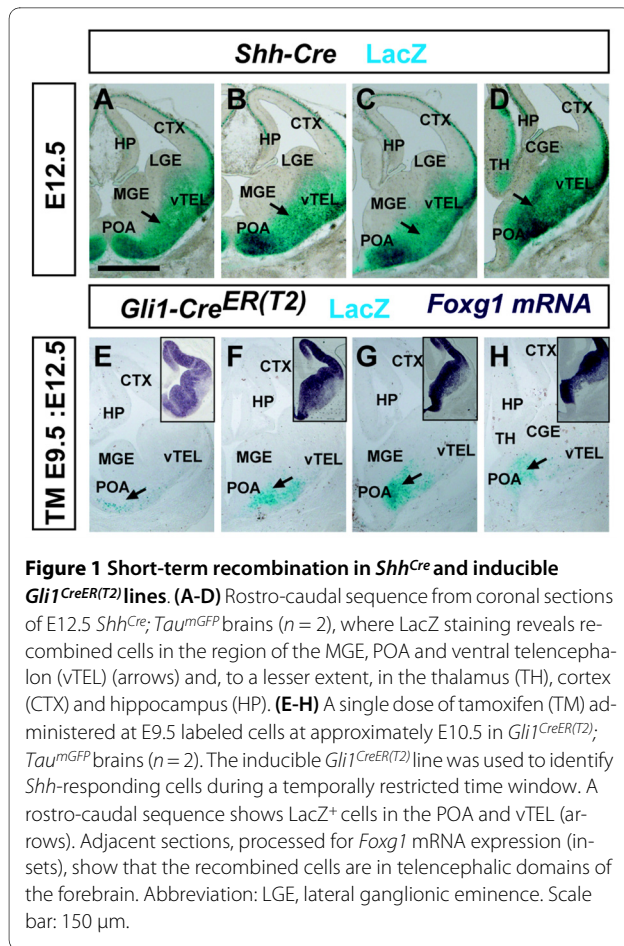 Shh-Cre LacZ
E12.5
A
CTX
HP
LGE
MGE
vTEL
POA
B
CTX
HP
LGE
MGE
vTEL
POA
C
CTX
HP
LGE
MGE
vTEL
POA
D
CTX
HP
CGE
TH
vTEL
POA
Gli1-CreER(T2) LacZ Foxg1 mRNA
TM E9.5 :E12.5
E
CTX
HP
MGE
vTEL
POA
F
CTX
HP
MGE
vTEL
POA
G
CTX
HP
MGE
vTEL
POA
H
CTX
HP
TH
CGE
vTEL
POA
Figure 1 Short-term recombination in ShhCre and inducible
Gli1CreER(T2) lines. (A-D) Rostro-caudal sequence from coronal sections
of E12.5 ShhCre; TaumGFP brains (n = 2), where LacZ staining reveals re-
combined cells in the region of the MGE, POA and ventral telencepha-
lon (vTEL) (arrows) and, to a lesser extent, in the thalamus (TH), cortex
(CTX) and hippocampus (HP). (E-H) A single dose of tamoxifen (TM) ad-
ministered at E9.5 labeled cells at approximately E10.5 in Gli1CreER(T2);
TaumGFP brains (n = 2). The inducible Gli1CreER(T2) line was used to identify
Shh-responding cells during a temporally restricted time window. A
rostro-caudal sequence shows LacZ+ cells in the POA and vTEL (ar-
rows). Adjacent sections, processed for Foxg1 mRNA expression (in-
sets), show that the recombined cells are in telencephalic domains of
the forebrain. Abbreviation: LGE, lateral ganglionic eminence. Scale
bar: 150 μm.